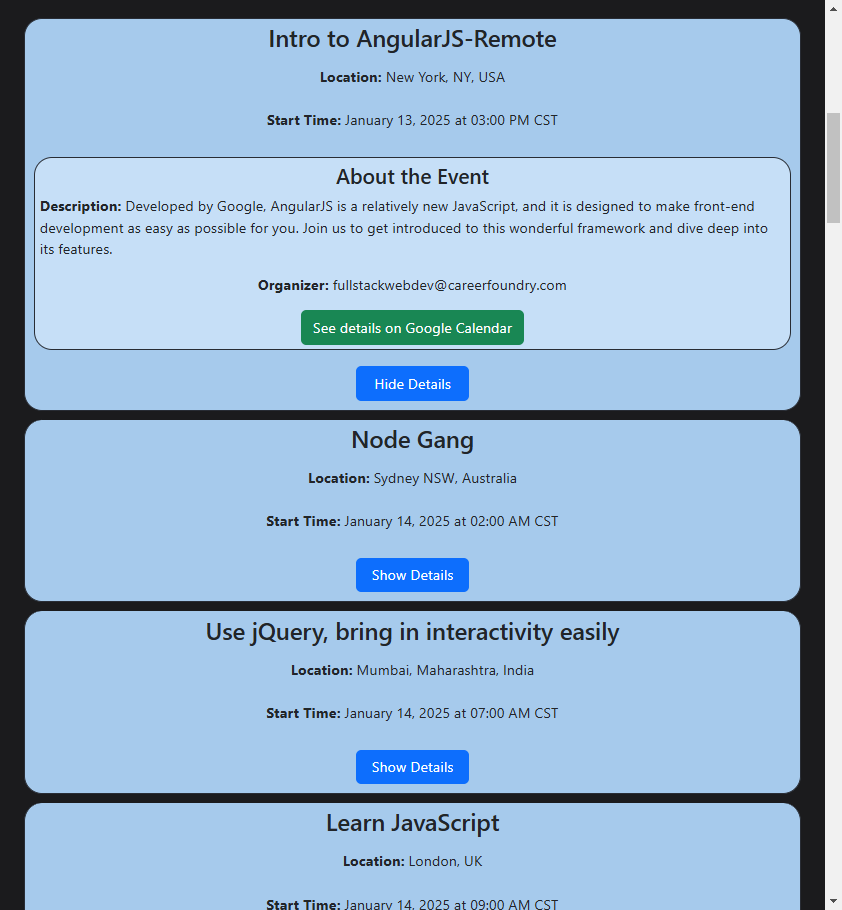 Intro to AngularJS-Remote
Location: New York, NY, USA
Start Time: January 13, 2025 at 03:00 PM CST
About the Event
Description: Developed by Google, AngularJS is a relatively new JavaScript, and it is designed to make front-end
development as easy as possible for you. Join us to get introduced to this wonderful framework and dive deep into
its features.
Organizer: fullstackwebdev@careerfoundry.com
See details on Google Calendar
Hide Details
Node Gang
Location: Sydney NSW, Australia
Start Time: January 14, 2025 at 02:00 AM CST
Show Details
Use jQuery, bring in interactivity easily
Location: Mumbai, Maharashtra, India
Start Time: January 14, 2025 at 07:00 AM CST
Show Details
Learn JavaScript
Location: London, UK
Start Time: January 14, 2025 at 09:00 AM CST